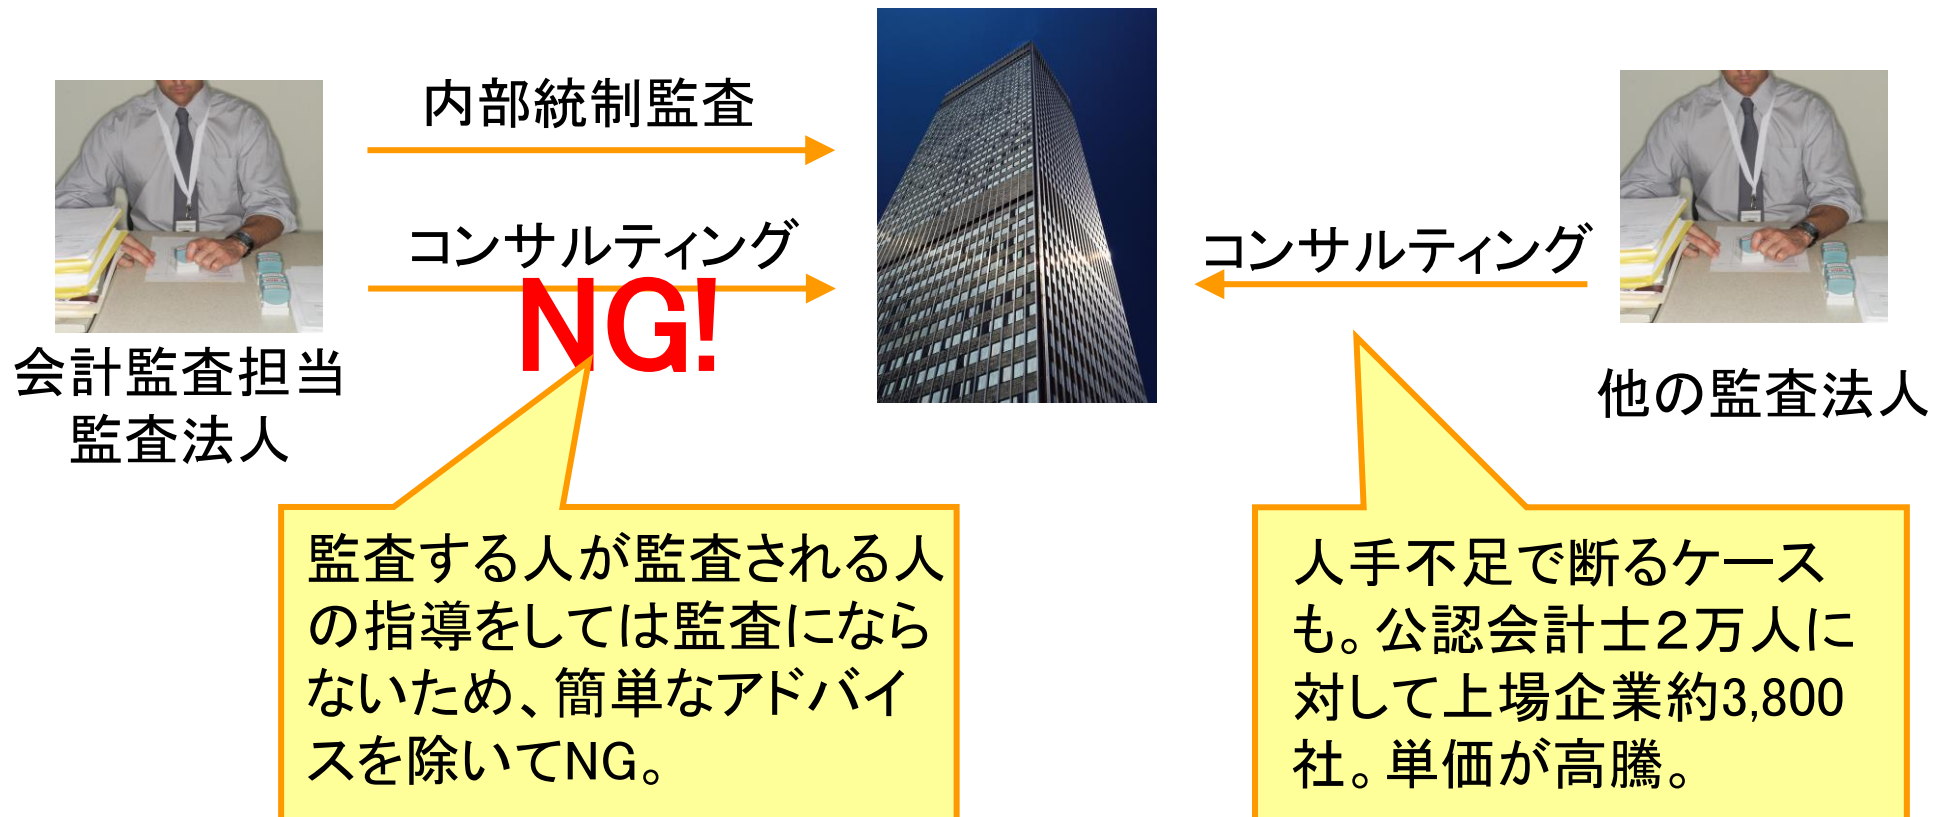 内部統制監査
コンサルティング
NG!
コンサルティング
会計監査担当
監査法人
他の監査法人
監査する人が監査される人
の指導をしては監査になら
ないため、簡単なアドバイ
スを除いてNG。
人手不足で断るケース
も。公認会計士２万人に
対して上場企業約3,800
社。単価が高騰。